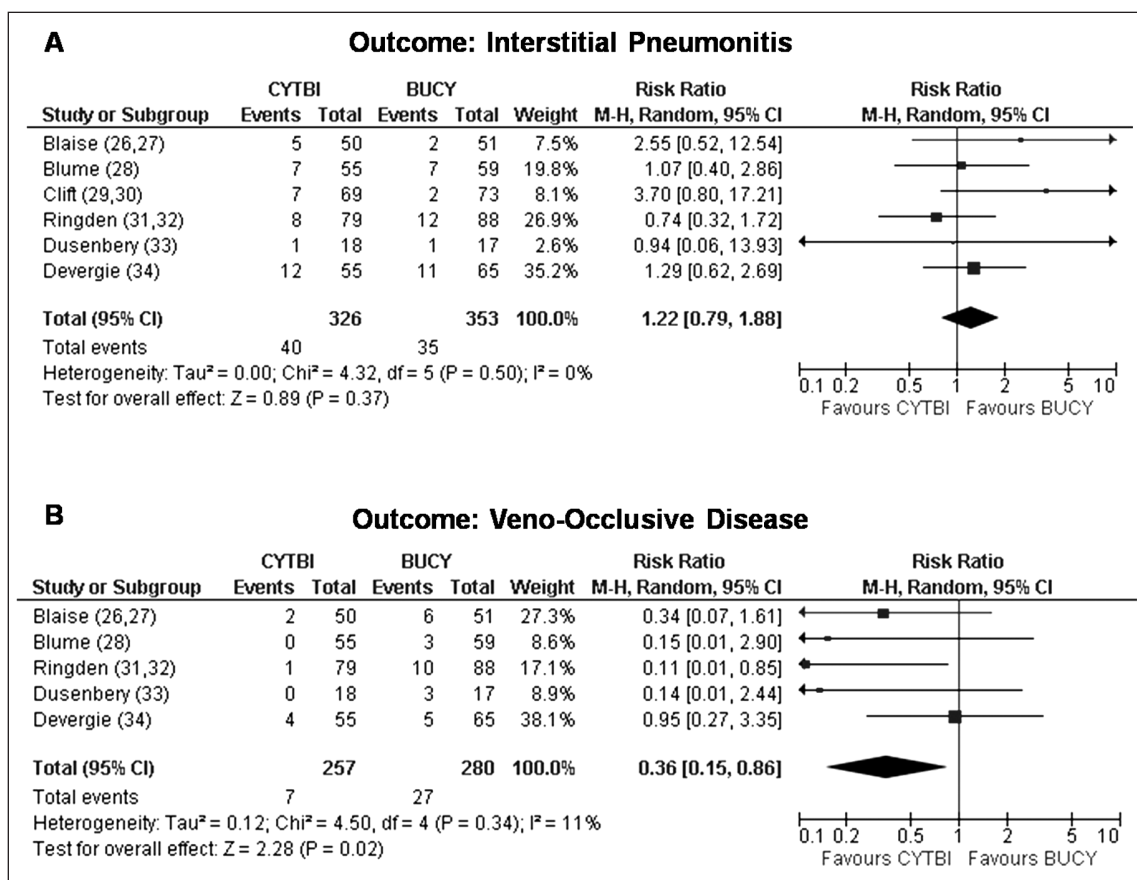 A Outcome: Interstitial Pneumonitis
CYTBI BUCY Risk Ratio Risk Ratio
Study or Subgroup Events Total Events Total Weight M-H, Random, 95% CI M-H, Random, 95% CI
Blaise (26,27) 5 50 2 51 7.5% 2.55 [0.52, 12.54]
Blume (28) 7 55 7 59 19.8% 1.07 [0.40, 2.86]
Clift (29,30) 7 69 2 73 8.1% 3.70 [0.80, 17.21]
Ringden (31,32) 8 79 12 88 26.9% 0.74 [0.32, 1.72]
Dusenbery (33) 1 18 1 17 2.6% 0.94 [0.06, 13.93]
Devergie (34) 12 55 11 65 35.2% 1.29 [0.62, 2.69]
Total (95% CI) 326 353 100.0% 1.22 [0.79, 1.88]
Total events 40 35
Heterogeneity: Tau² = 0.00; Chi² = 4.32, df = 5 (P = 0.50); I² = 0%
Test for overall effect: Z = 0.89 (P = 0.37)
0.1 0.2 0.5 1 2 5 10
Favours CYTBI Favours BUCY
B Outcome: Veno-Occlusive Disease
CYTBI BUCY Risk Ratio Risk Ratio
Study or Subgroup Events Total Events Total Weight M-H, Random, 95% CI M-H, Random, 95% CI
Blaise (26,27) 2 50 6 51 27.3% 0.34 [0.07, 1.61]
Blume (28) 0 55 3 59 8.6% 0.15 [0.01, 2.90]
Ringden (31,32) 1 79 10 88 17.1% 0.11 [0.01, 0.85]
Dusenbery (33) 0 18 3 17 8.9% 0.14 [0.01, 2.44]
Devergie (34) 4 55 5 65 38.1% 0.95 [0.27, 3.35]
Total (95% CI) 257 280 100.0% 0.36 [0.15, 0.86]
Total events 7 27
Heterogeneity: Tau² = 0.12; Chi² = 4.50, df = 4 (P = 0.34); I² = 11%
Test for overall effect: Z = 2.28 (P = 0.02)
0.1 0.2 0.5 1 2 5 10
Favours CYTBI Favours BUCY